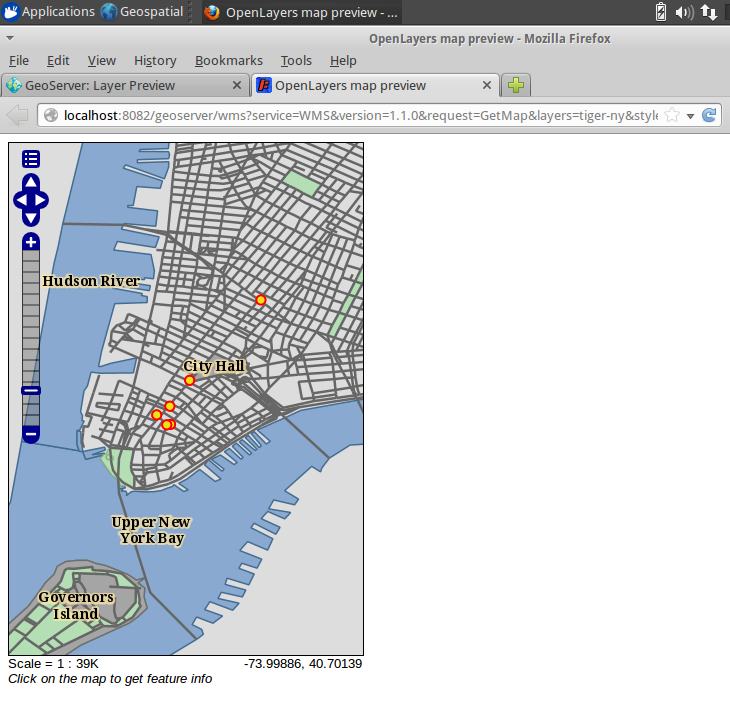 Applications Geospatial OpenLayers map preview - ...
OpenLayers map preview - Mozilla Firefox
File Edit View History Bookmarks Tools Help
GeoServer: Layer Preview OpenLayers map preview
localhost:8082/geoserver/wms?service=WMS&version=1.1.0&request=GetMap&layers=tiger-ny&style
Hudson River
City Hall
Upper New
York Bay
Governors
Island
Scale = 1 : 39K -73.99886, 40.70139
Click on the map to get feature info